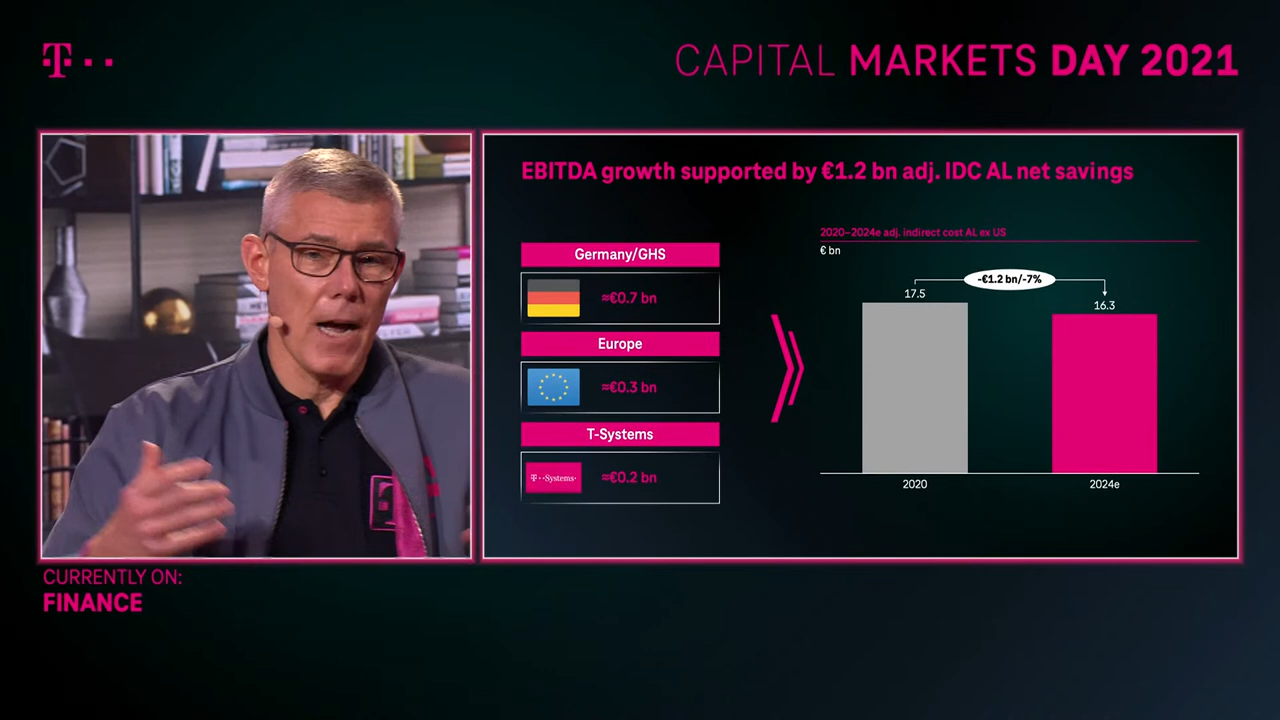 T
CAPITAL MARKETS DAY 2021
EBITDA growth supported by €1.2 bn adj. IDC AL net savings
Germany/GHS
≈€0.7 bn
Europe
≈€0.3 bn
T-Systems
T··Systems·
≈€0.2 bn
2020–2024e adj. indirect cost AL ex US
€ bn
-€1.2 bn/-7%
17.5
16.3
2020
2024e
CURRENTLY ON:
FINANCE